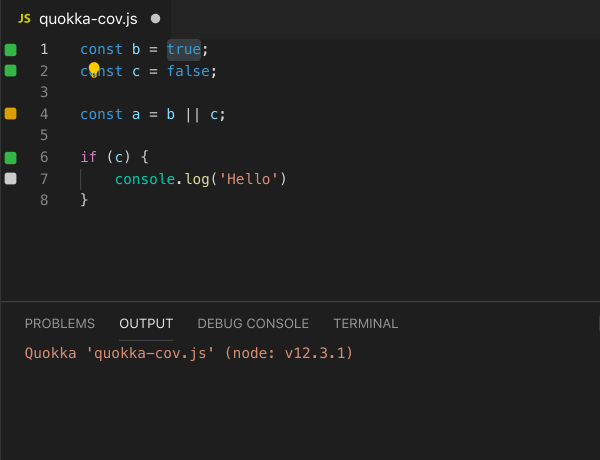 JS quokka-cov.js
1 const b = true;
2 const c = false;
3
4 const a = b || c;
5
6 if (c) {
7 console.log('Hello')
8 }
PROBLEMS OUTPUT DEBUG CONSOLE TERMINAL
Quokka 'quokka-cov.js' (node: v12.3.1)